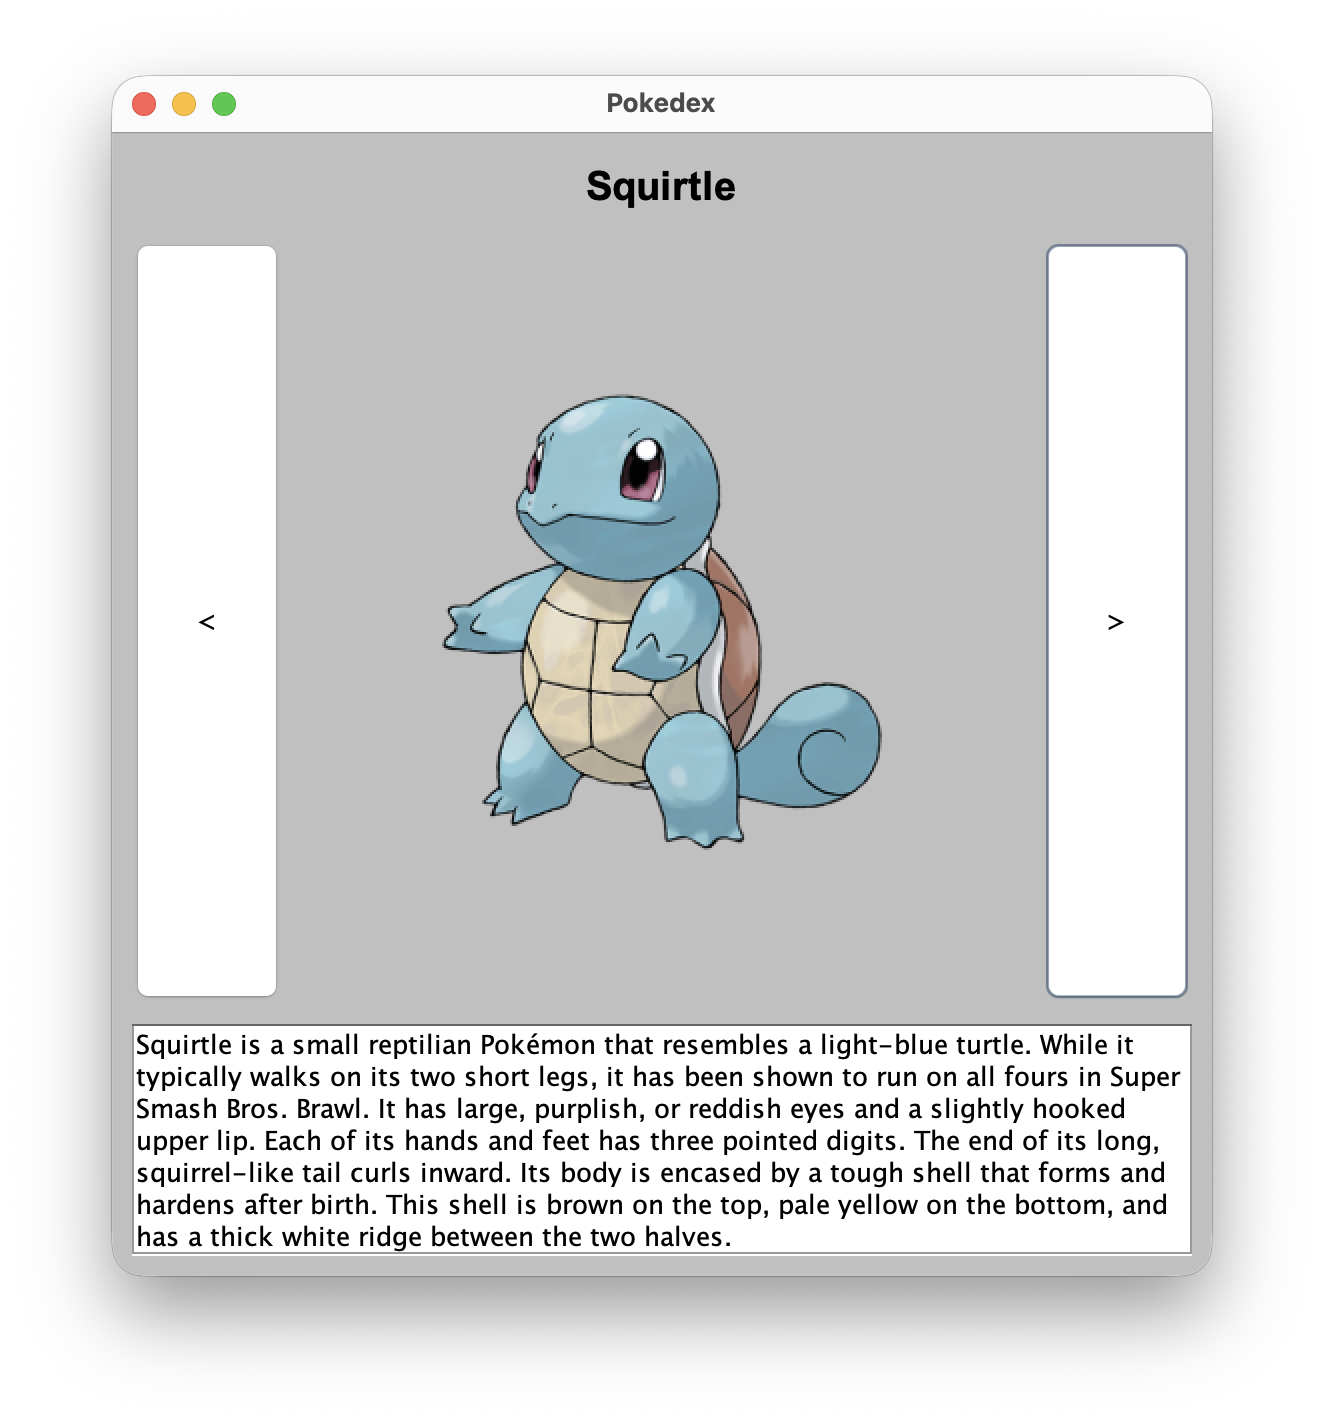 Pokedex
Squirtle
<
>
Squirtle is a small reptilian Pokémon that resembles a light-blue turtle. While it
typically walks on its two short legs, it has been shown to run on all fours in Super
Smash Bros. Brawl. It has large, purplish, or reddish eyes and a slightly hooked
upper lip. Each of its hands and feet has three pointed digits. The end of its long,
squirrel-like tail curls inward. Its body is encased by a tough shell that forms and
hardens after birth. This shell is brown on the top, pale yellow on the bottom, and
has a thick white ridge between the two halves.